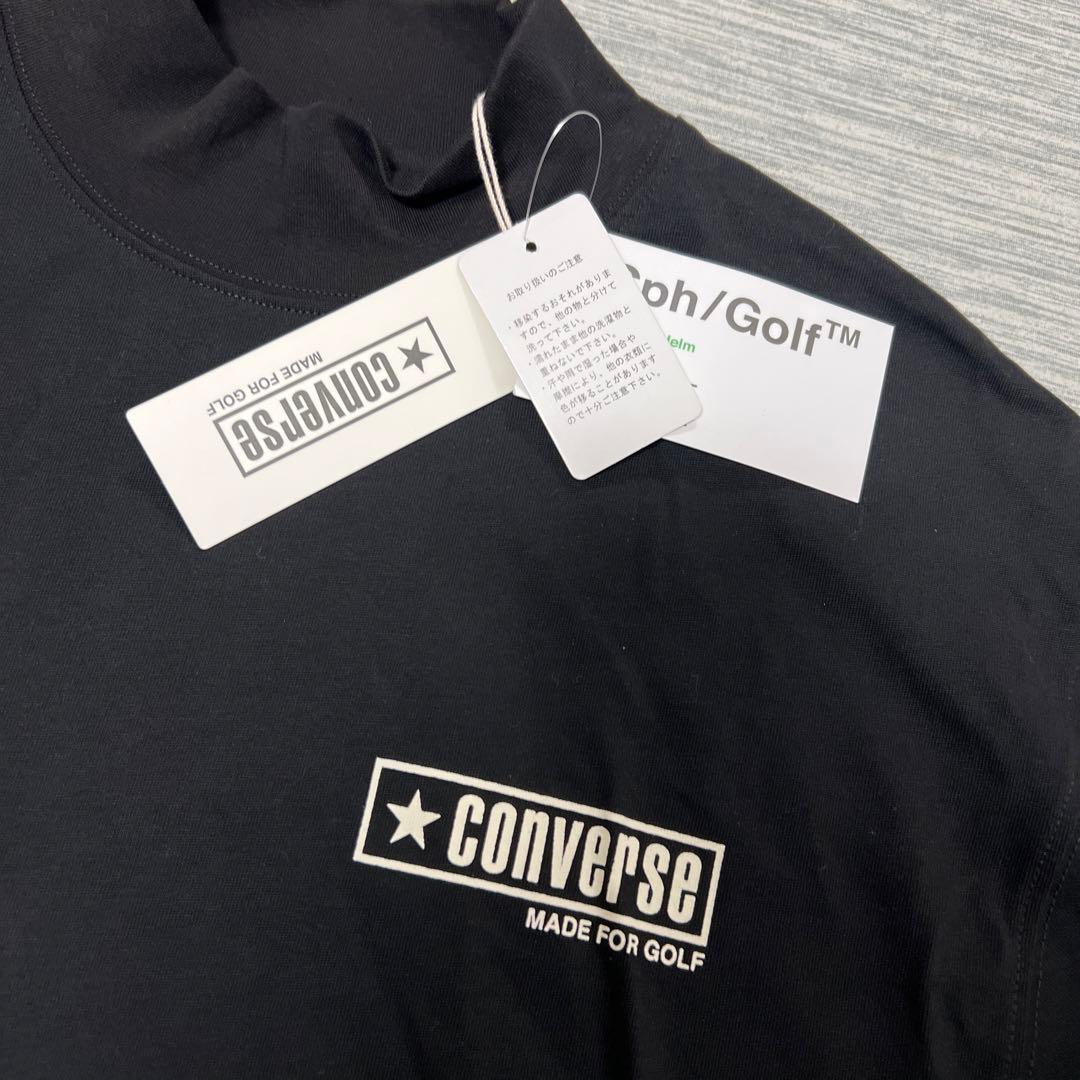 お取り扱いのご注意
・移染するおそれがありま
すので、他の物と分けて
洗って下さい。
・濡れたまま他の洗濯物と
重ねないで下さい。
・汗や雨で湿った場合や
摩擦により、他の衣類に
色が移ることがあります
ので十分ご注意下さい。
ph/Golf™
Helm
★CONVERSE
MADE FOR GOLF
★CONVERSE
MADE FOR GOLF